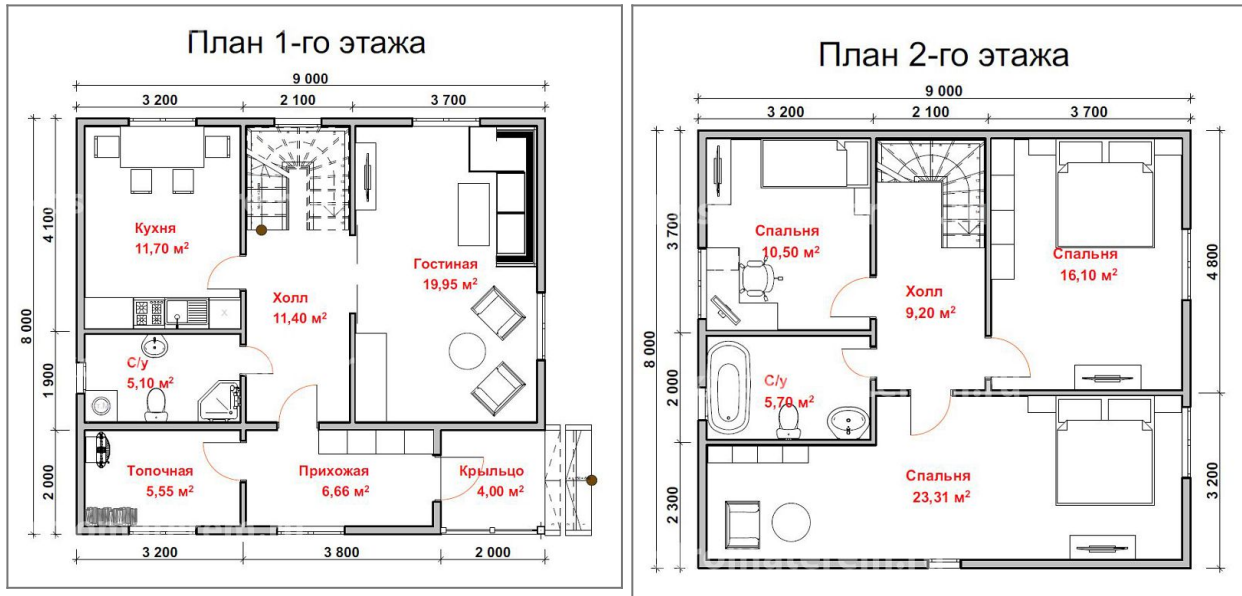 План 1-го этажа
9 000
3 200
2 100
3 700
8 000
4 100
1 900
2 000
Кухня
11,70 м²
Гостиная
19,95 м²
Холл
11,40 м²
С/у
5,10 м²
Топочная
5,55 м²
Прихожая
6,66 м²
Крыльцо
4,00 м²
3 200
3 800
2 000
План 2-го этажа
9 000
3 200
2 100
3 700
8 000
3 700
2 000
2 300
4 800
3 200
Спальня
10,50 м²
Спальня
16,10 м²
Холл
9,20 м²
С/у
5,70 м²
Спальня
23,31 м²